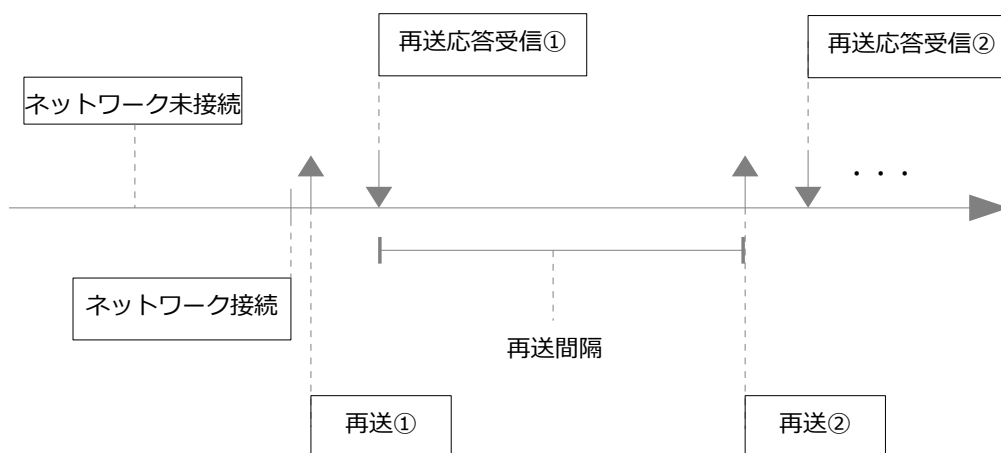 再送応答受信①
再送応答受信②
ネットワーク未接続
・・・
ネットワーク接続
再送間隔
再送①
再送②